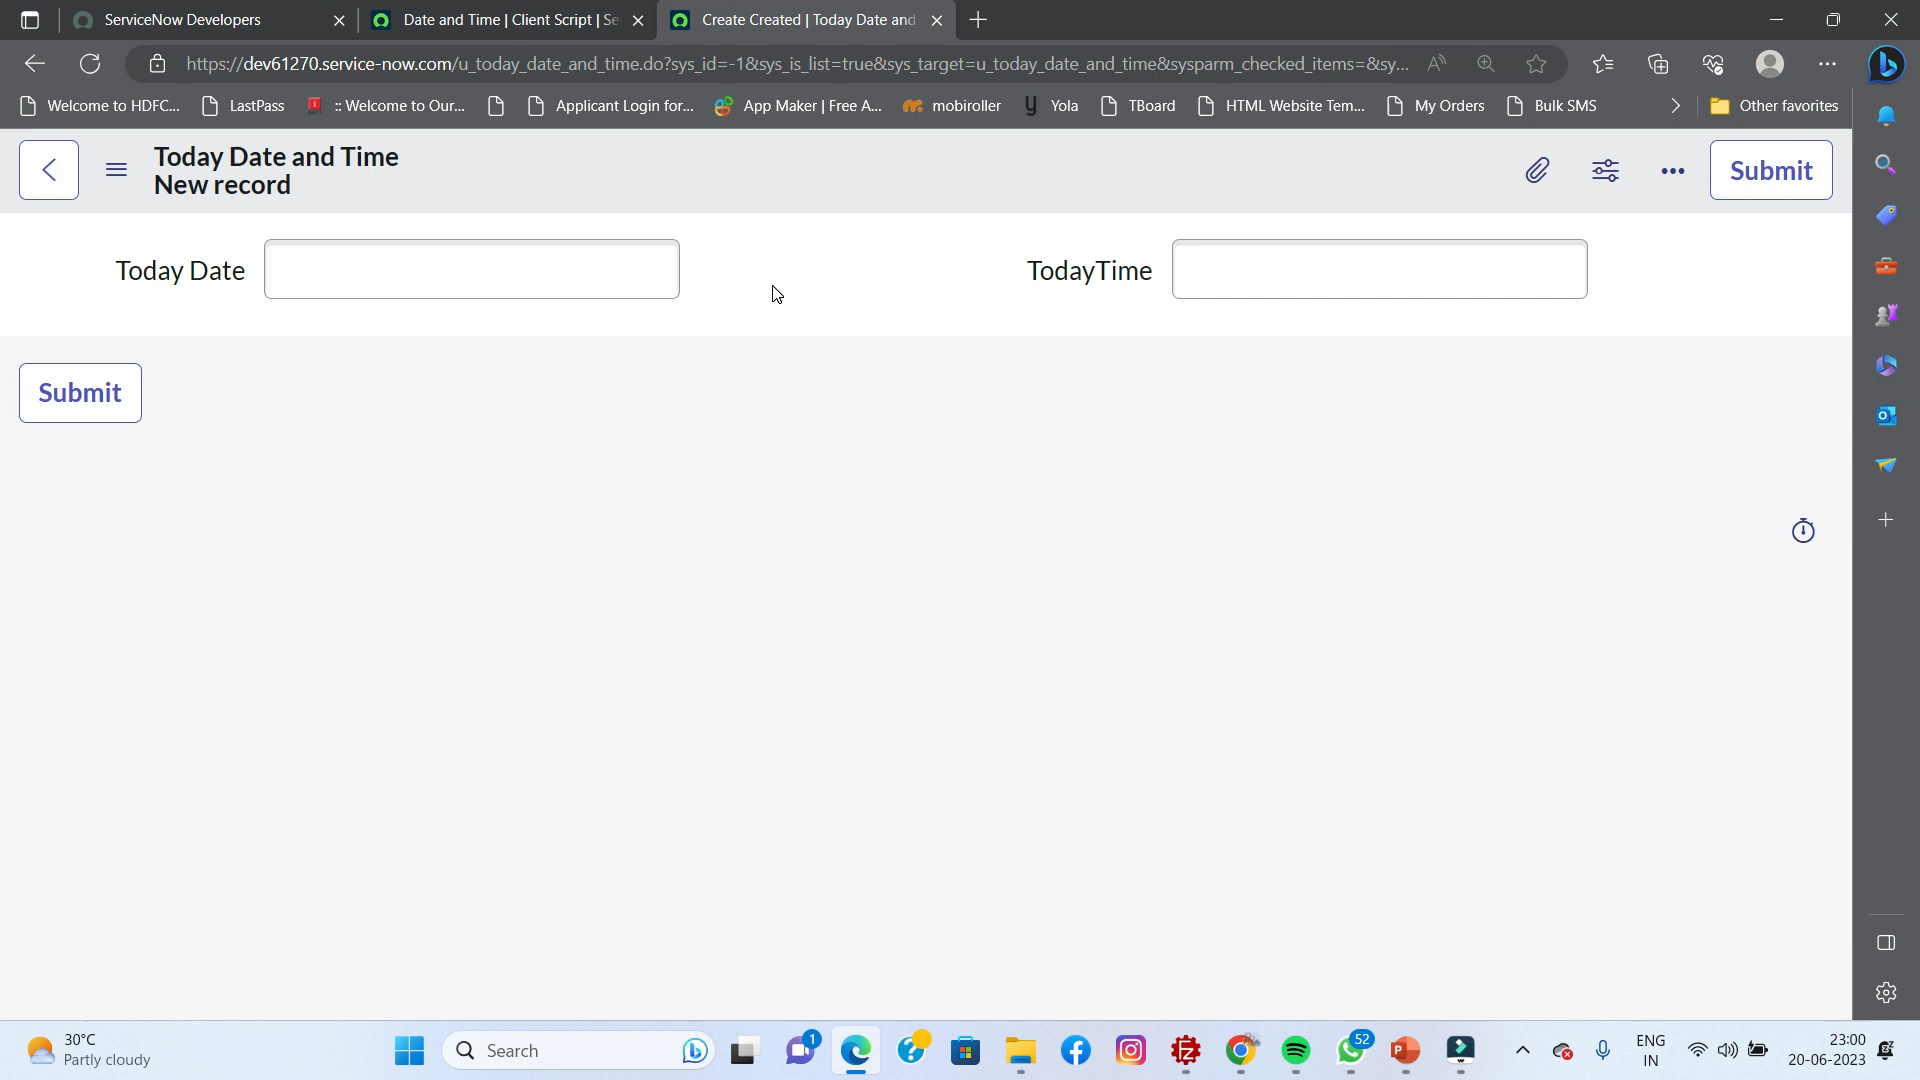 ServiceNow Developers
Date and Time | Client Script | Se
Create Created | Today Date and
https://dev61270.service-now.com/u_today_date_and_time.do?sys_id=-1&sys_is_list=true&sys_target=u_today_date_and_time&sysparm_checked_items=&sy...
Welcome to HDFC... LastPass :: Welcome to Our... Applicant Login for... App Maker | Free A... mobiroller Yola TBoard HTML Website Tem... My Orders Bulk SMS Other favorites
Today Date and Time
New record
Submit
Today Date
TodayTime
Submit
30°C
Partly cloudy
Search
1
52
ENG
IN
23:00
20-06-2023